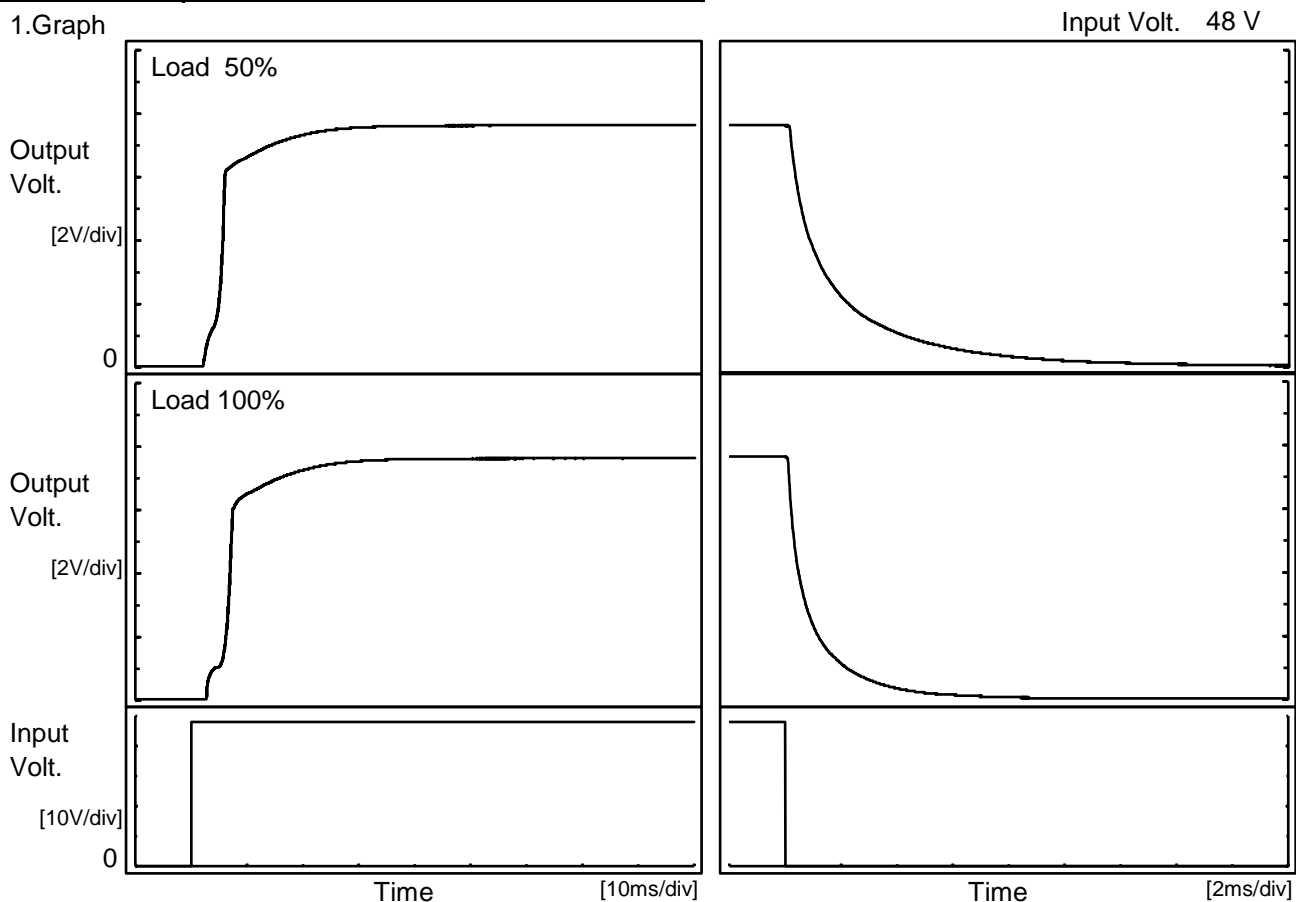 1.Graph
Input Volt. 48 V
Load 50%
Output
Volt.
[2V/div]
0
Load 100%
Output
Volt.
[2V/div]
Input
Volt.
[10V/div]
0
Time
[10ms/div]
Time
[2ms/div]